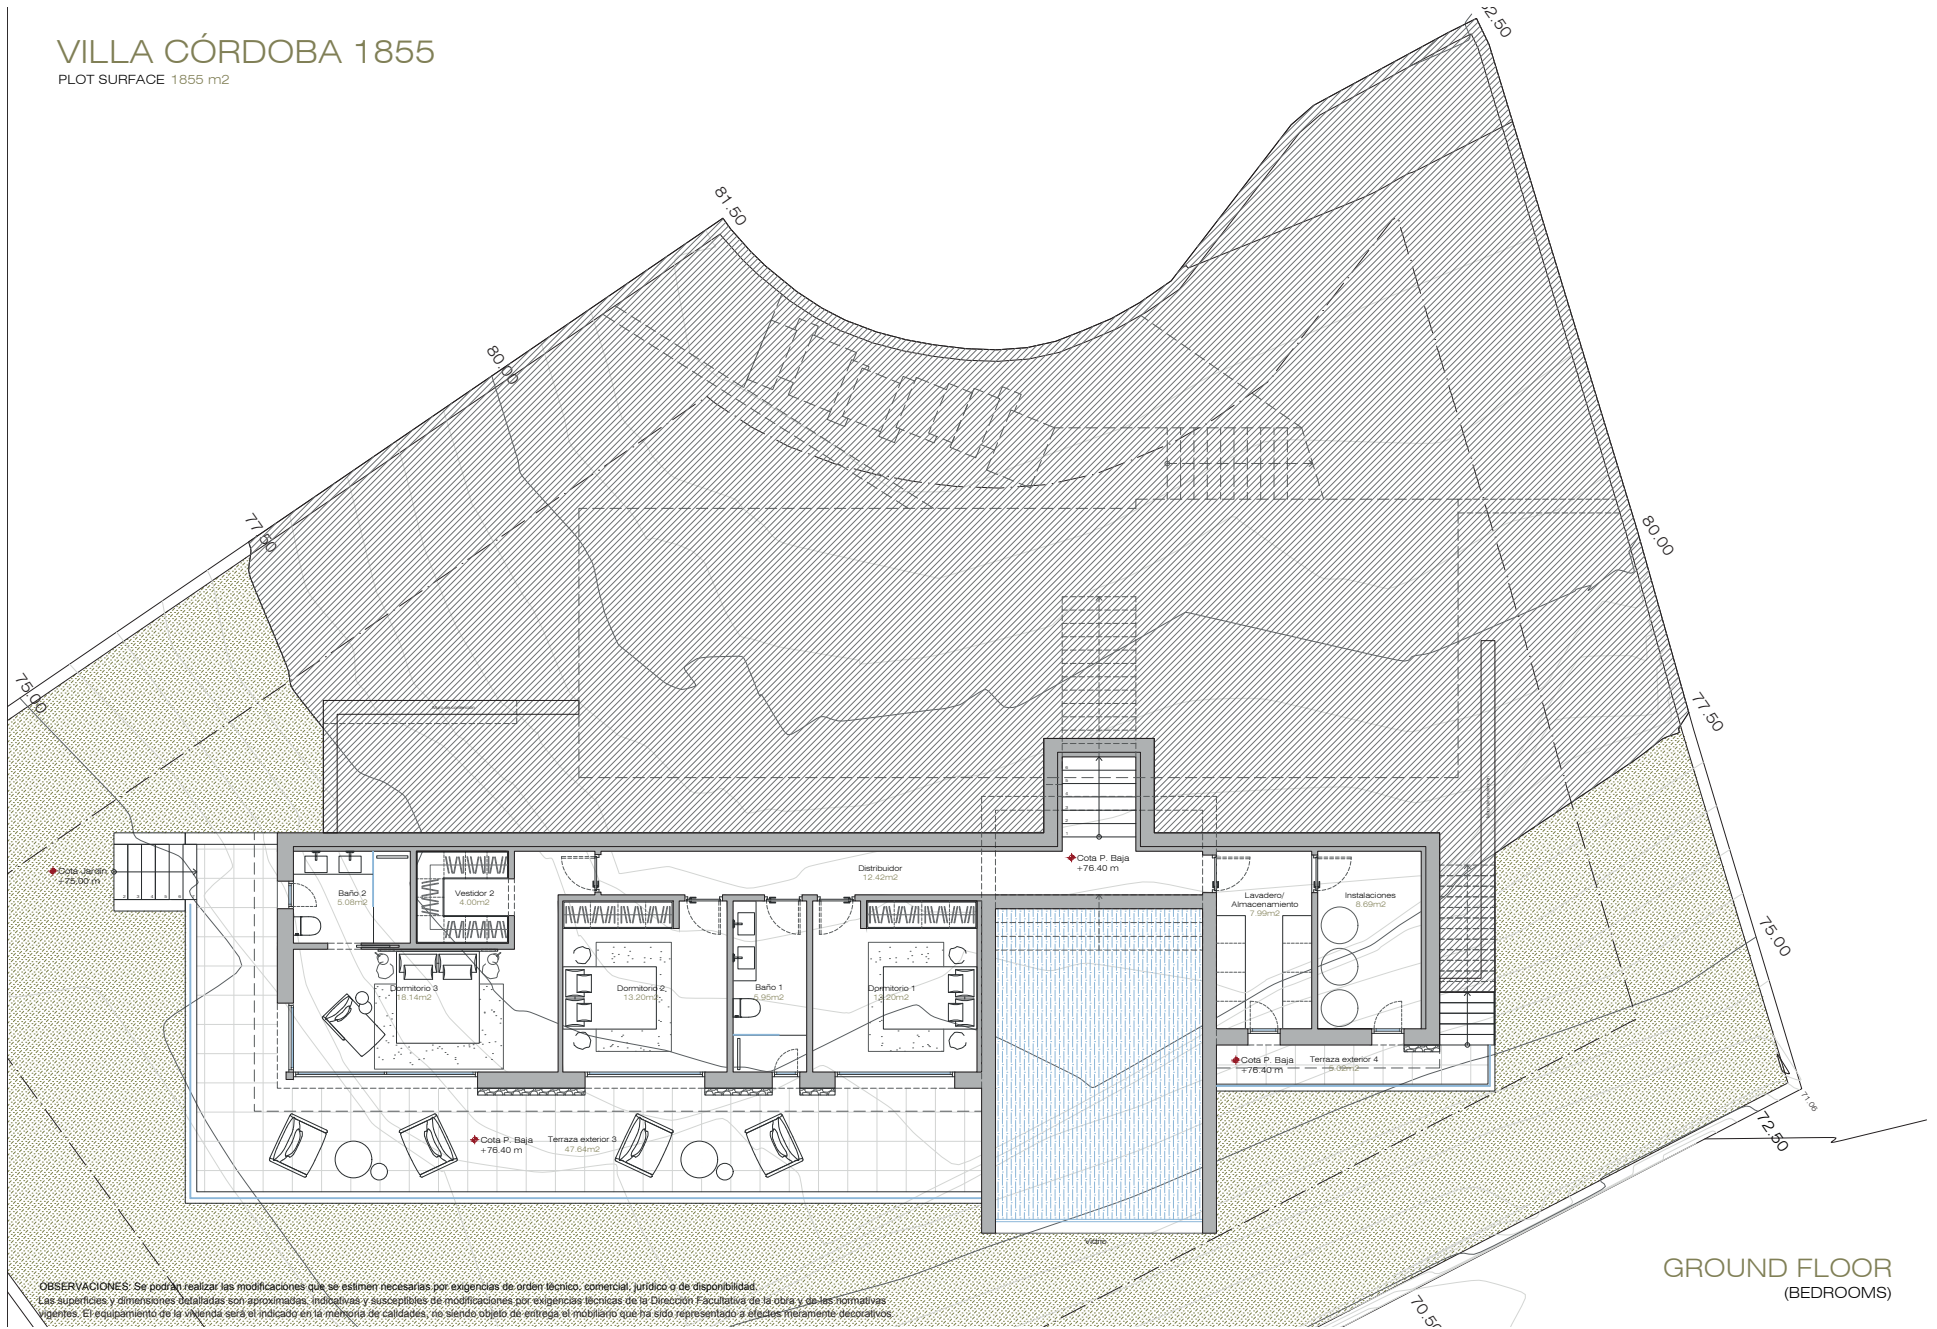 VILLA CÓRDOBA 1855
PLOT SURFACE 1855 m2
81.50
80.00
77.50
75.00
80.00
77.50
75.00
72.50
71.06
70.50
Cota Jardín
+75.00 m
Baño 2
5.08m2
Vestidor 2
4.00m2
Distribuidor
12.42m2
Cota P. Baja
+76.40 m
Lavadero/
Almacenamiento
7.99m2
Instalaciones
8.69m2
Dormitorio 3
18.14m2
Dormitorio 2
13.20m2
Baño 1
5.95m2
Dormitorio 1
13.20m2
Cota P. Baja
+76.40 m
Terraza exterior 4
Cota P. Baja
+76.40 m
Terraza exterior 3
47.64m2
Vidrio
OBSERVACIONES: Se podrán realizar las modificaciones que se estimen necesarias por exigencias de orden técnico, comercial, jurídico o de disponibilidad.
Las superficies y dimensiones detalladas son aproximadas, indicativas y susceptibles de modificaciones por exigencias técnicas de la Dirección Facultativa de la obra y de las normativas
vigentes. El equipamiento de la vivienda será el indicado en la memoria de calidades, no siendo objeto de entrega el mobiliario que ha sido representado a efectos meramente decorativos.
GROUND FLOOR
(BEDROOMS)